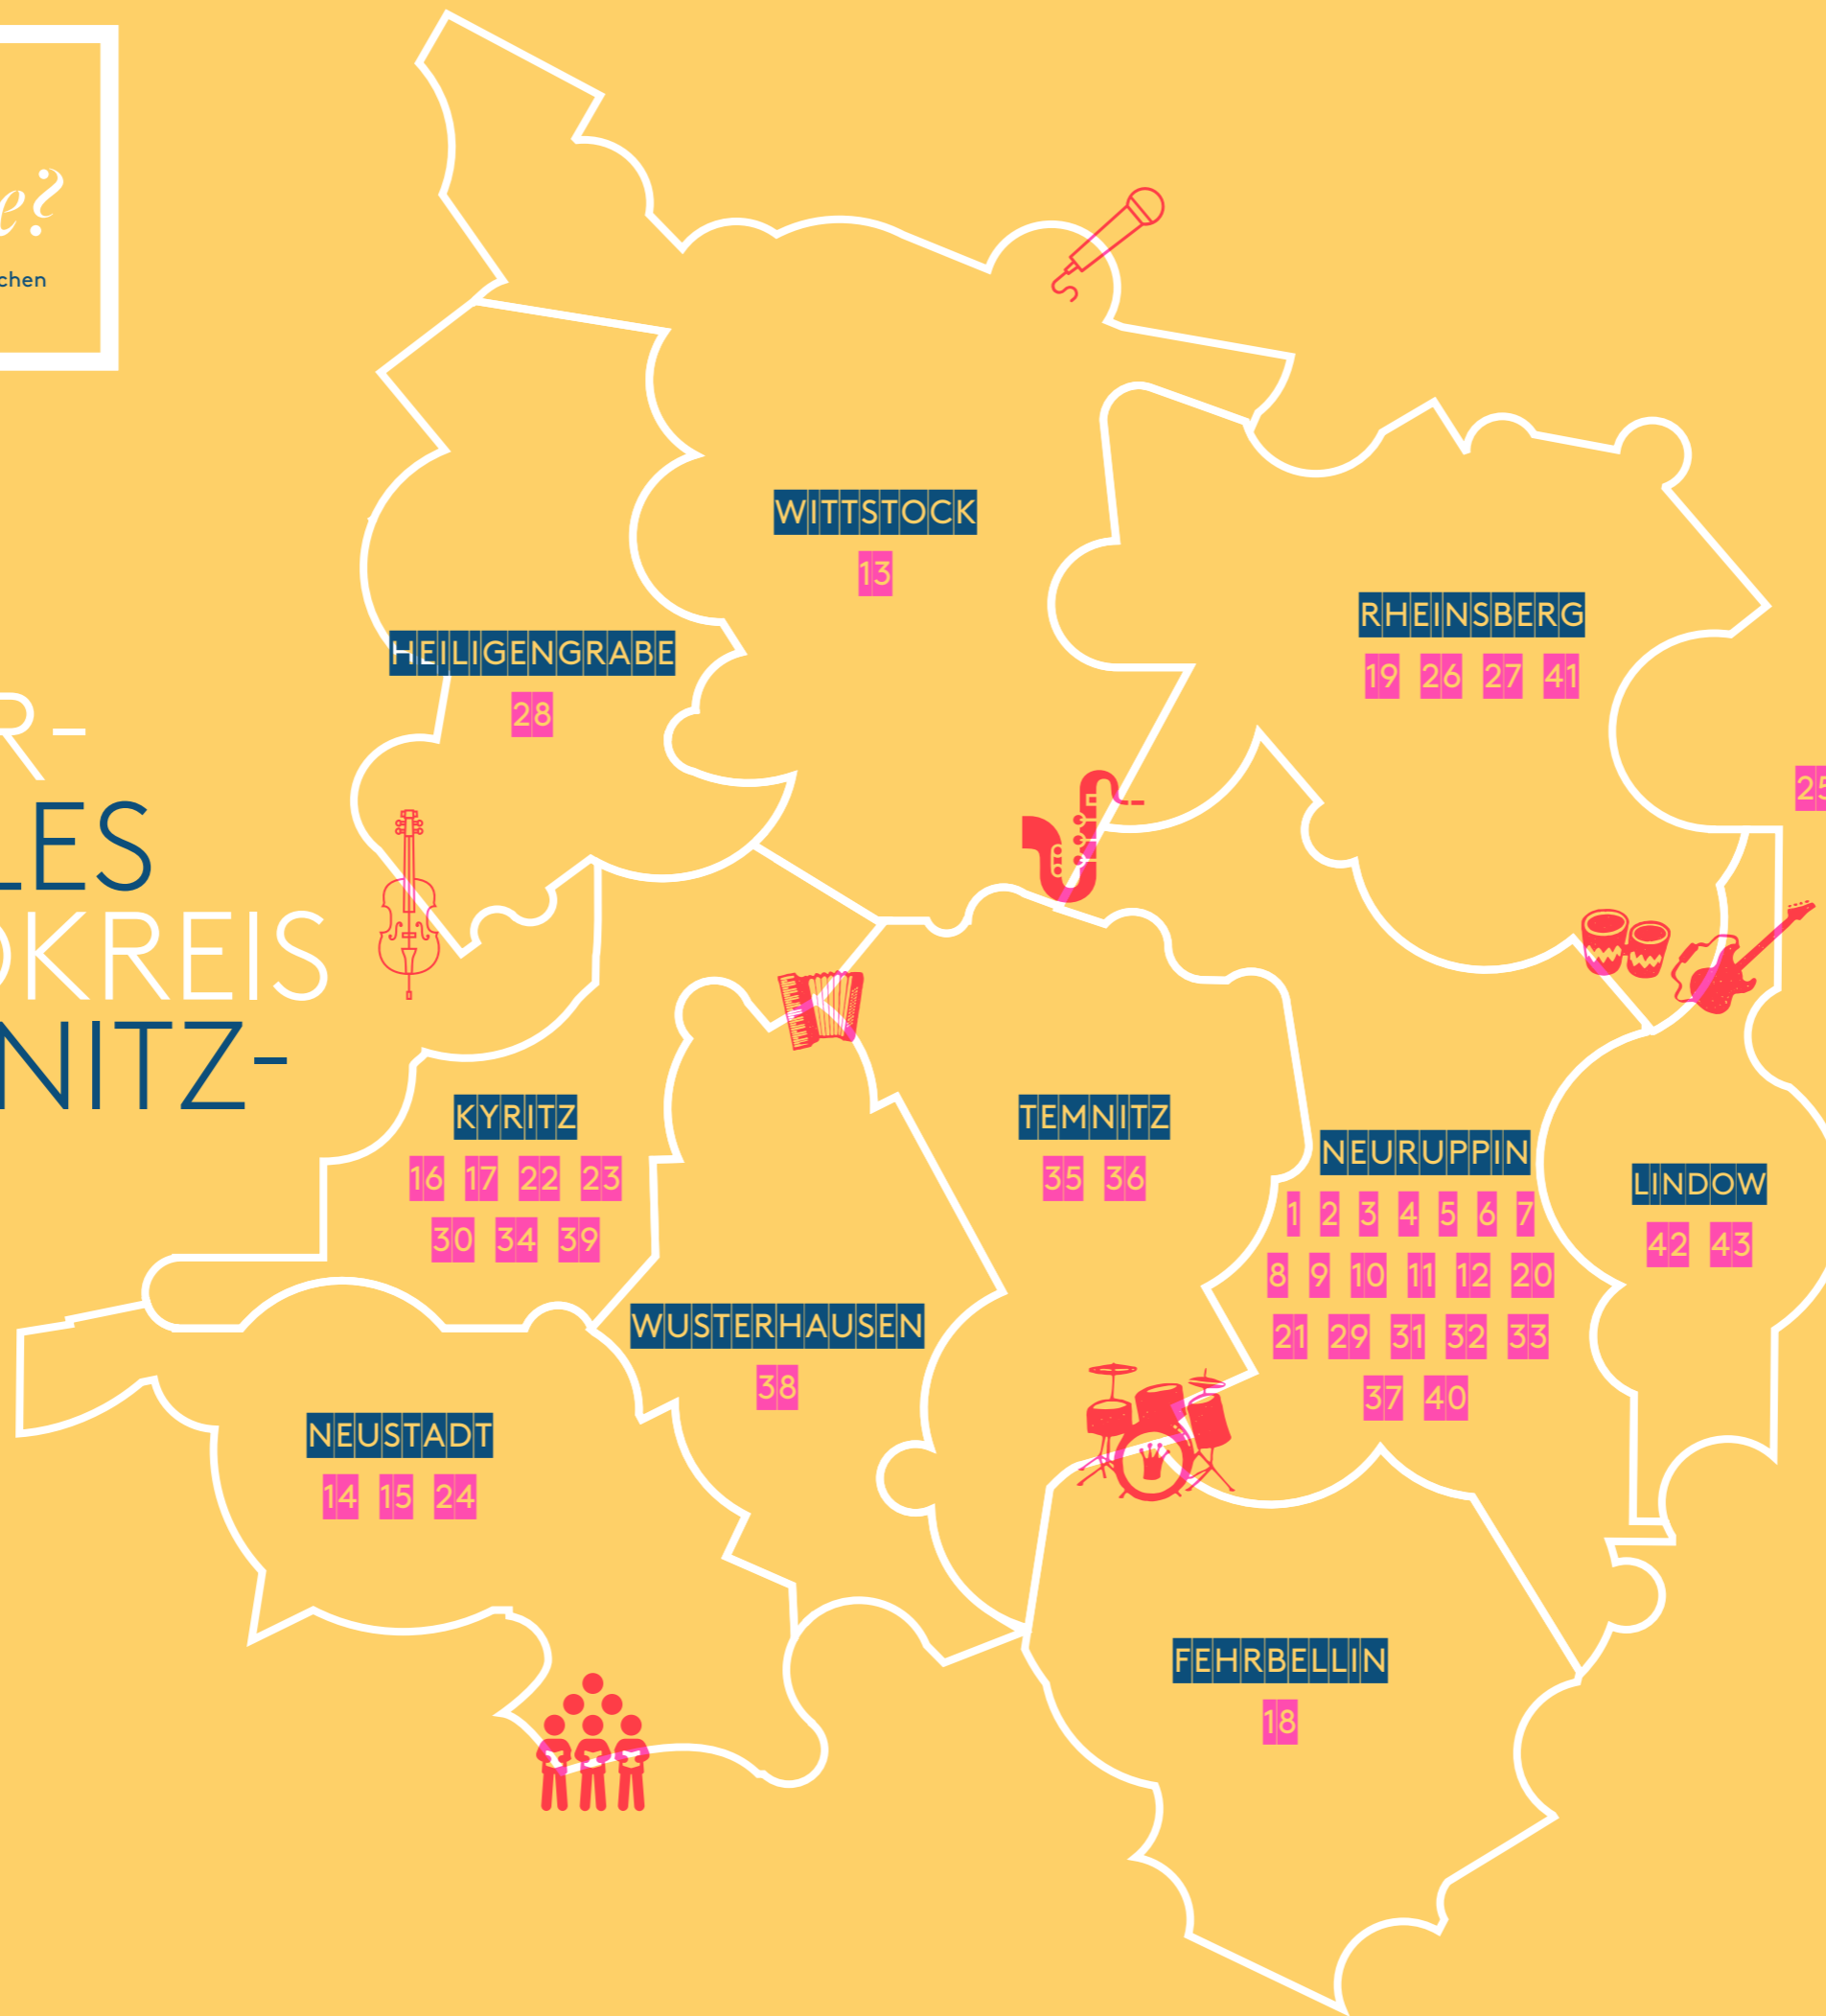 e?
chen
R-
LES
DKREIS
NITZ-
WITTSTOCK
13
RHEINSBERG
19 26 27 41
HEILIGENGRABE
28
25
KYRITZ
16 17 22 23
30 34 39
TEMNITZ
35 36
NEURUPPIN
1 2 3 4 5 6 7
8 9 10 11 12 20
21 29 31 32 33
37 40
LINDOW
42 43
WUSTERHAUSEN
38
NEUSTADT
14 15 24
FEHRBELLIN
18